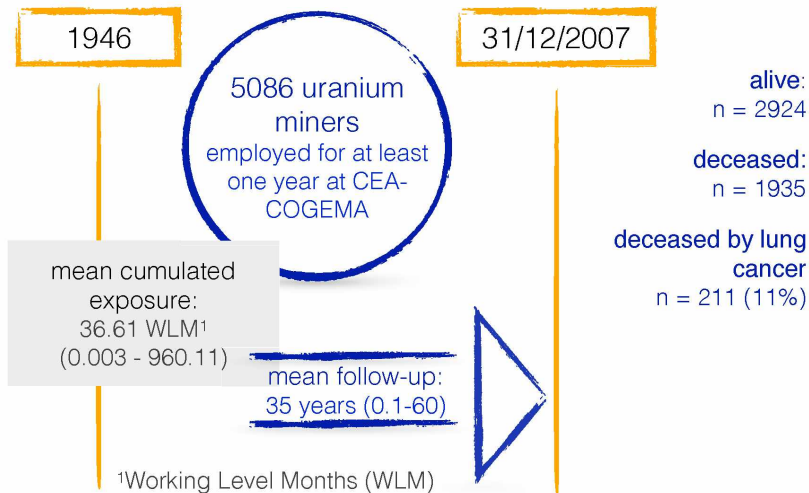 1946
31/12/2007
5086 uranium
miners
employed for at least
one year at CEA-
COGEMA
alive:
n = 2924
deceased:
n = 1935
deceased by lung
cancer
n = 211 (11%)
mean cumulated
exposure:
36.61 WLM¹
(0.003 - 960.11)
mean follow-up:
35 years (0.1-60)
¹Working Level Months (WLM)